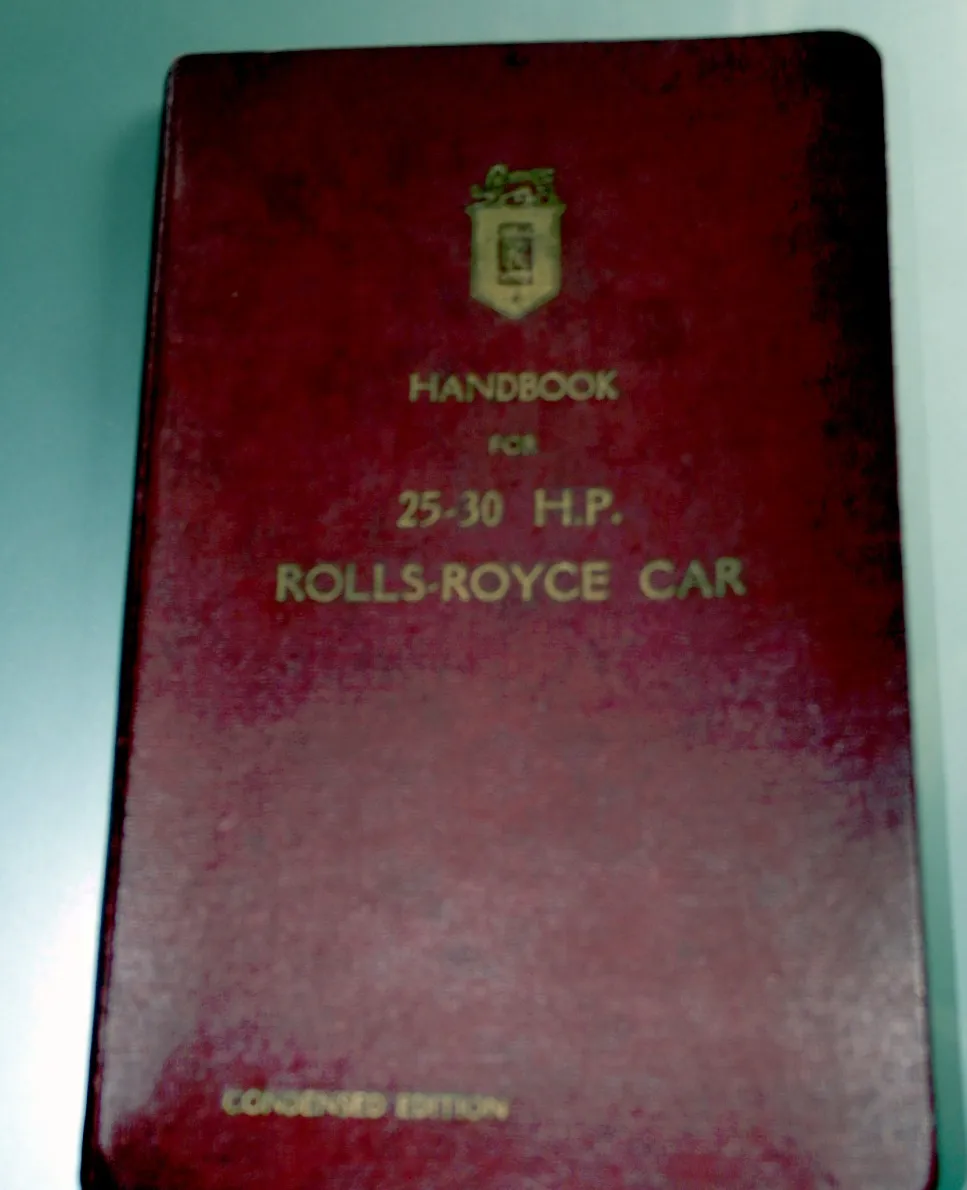 HANDBOOK
FOR
25-30 H.P.
ROLLS-ROYCE CAR
CONDENSED EDITION